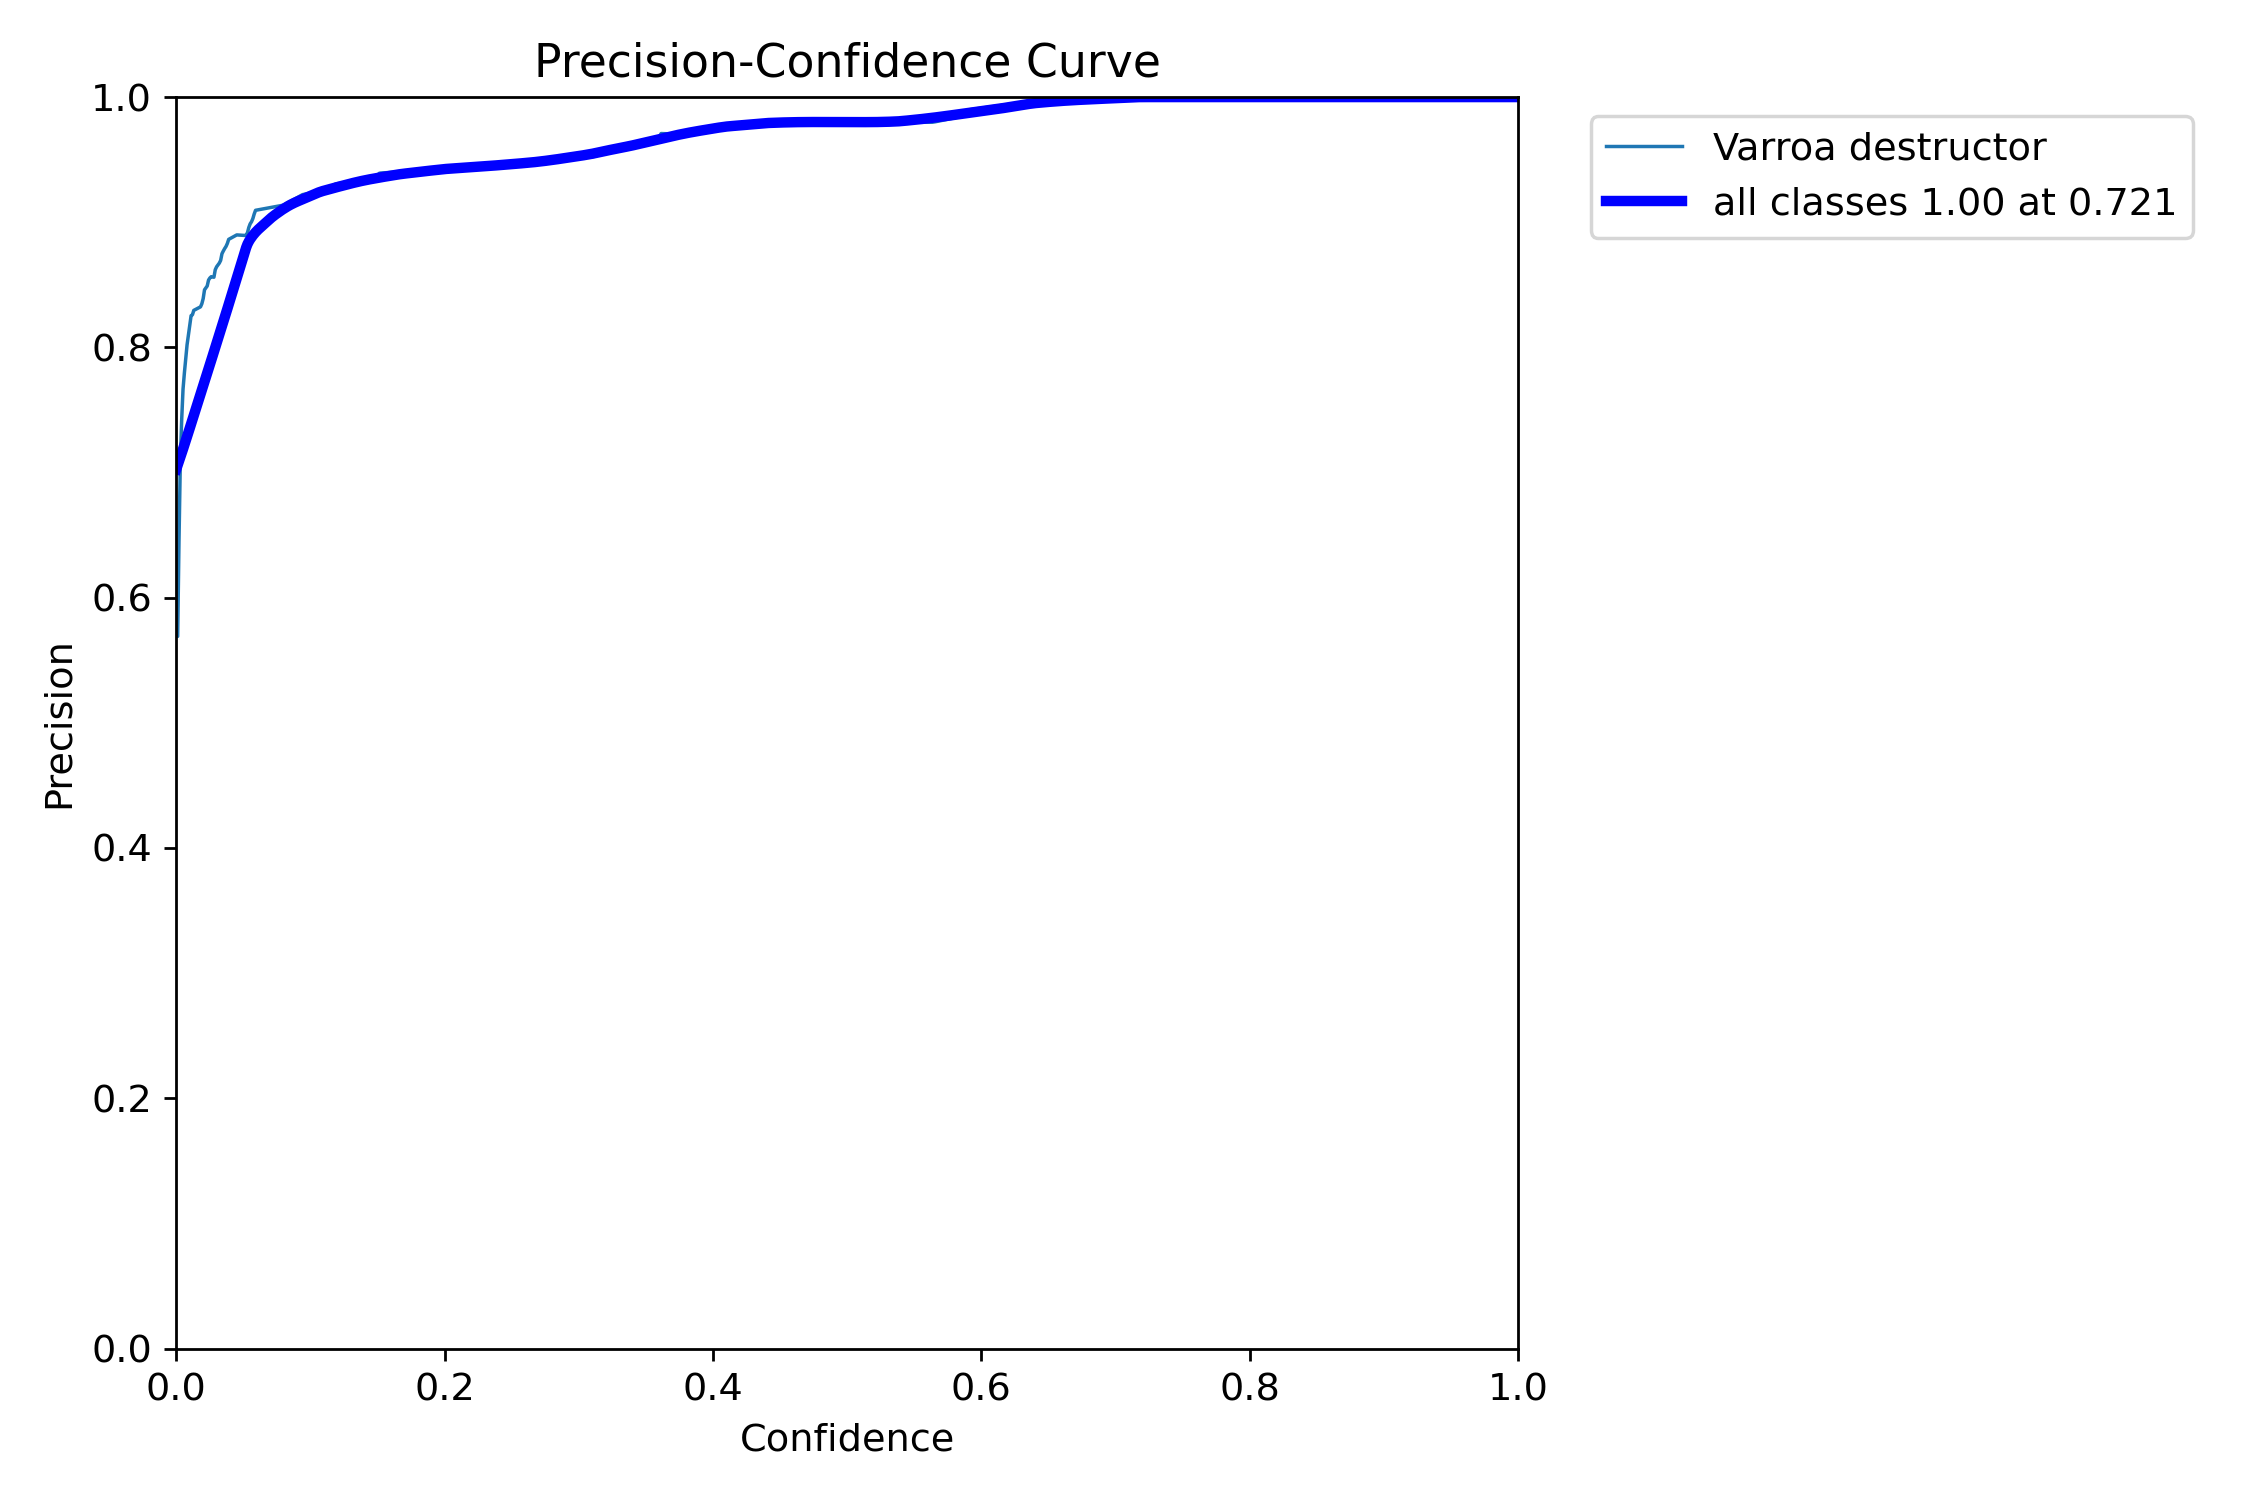 Precision-Confidence Curve
1.0
0.8
0.6
0.4
0.2
0.0
Precision
0.0 0.2 0.4 0.6 0.8 1.0
Confidence
Varroa destructor
all classes 1.00 at 0.721